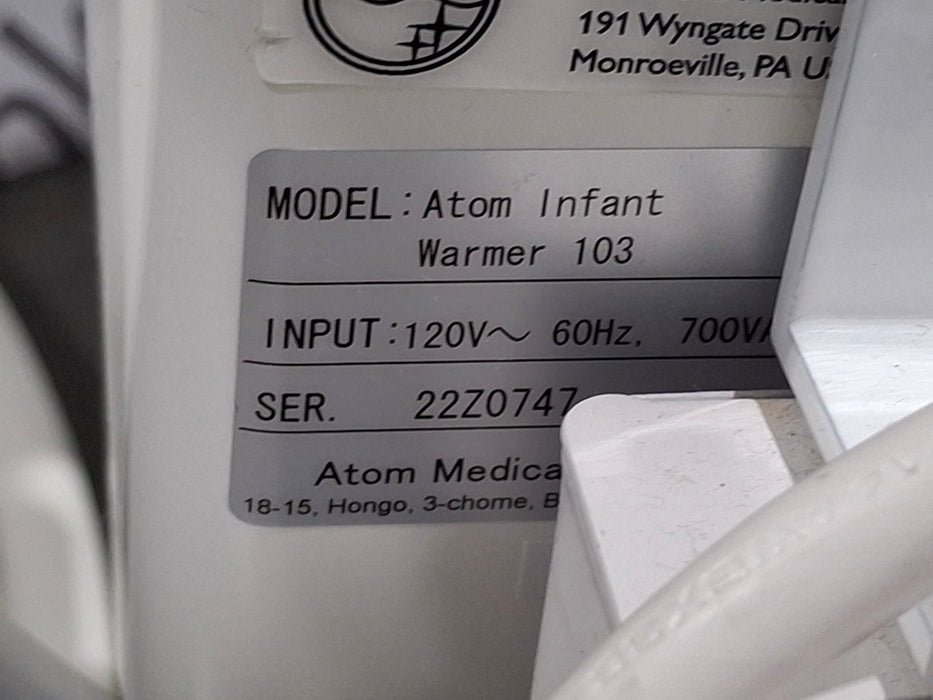 191 Wyngate Driv
Monroeville, PA U
MODEL: Atom Infant
Warmer 103
INPUT: 120V～ 60Hz, 700VA
SER. 22Z0747
Atom Medica
18-15, Hongo, 3-chome, B